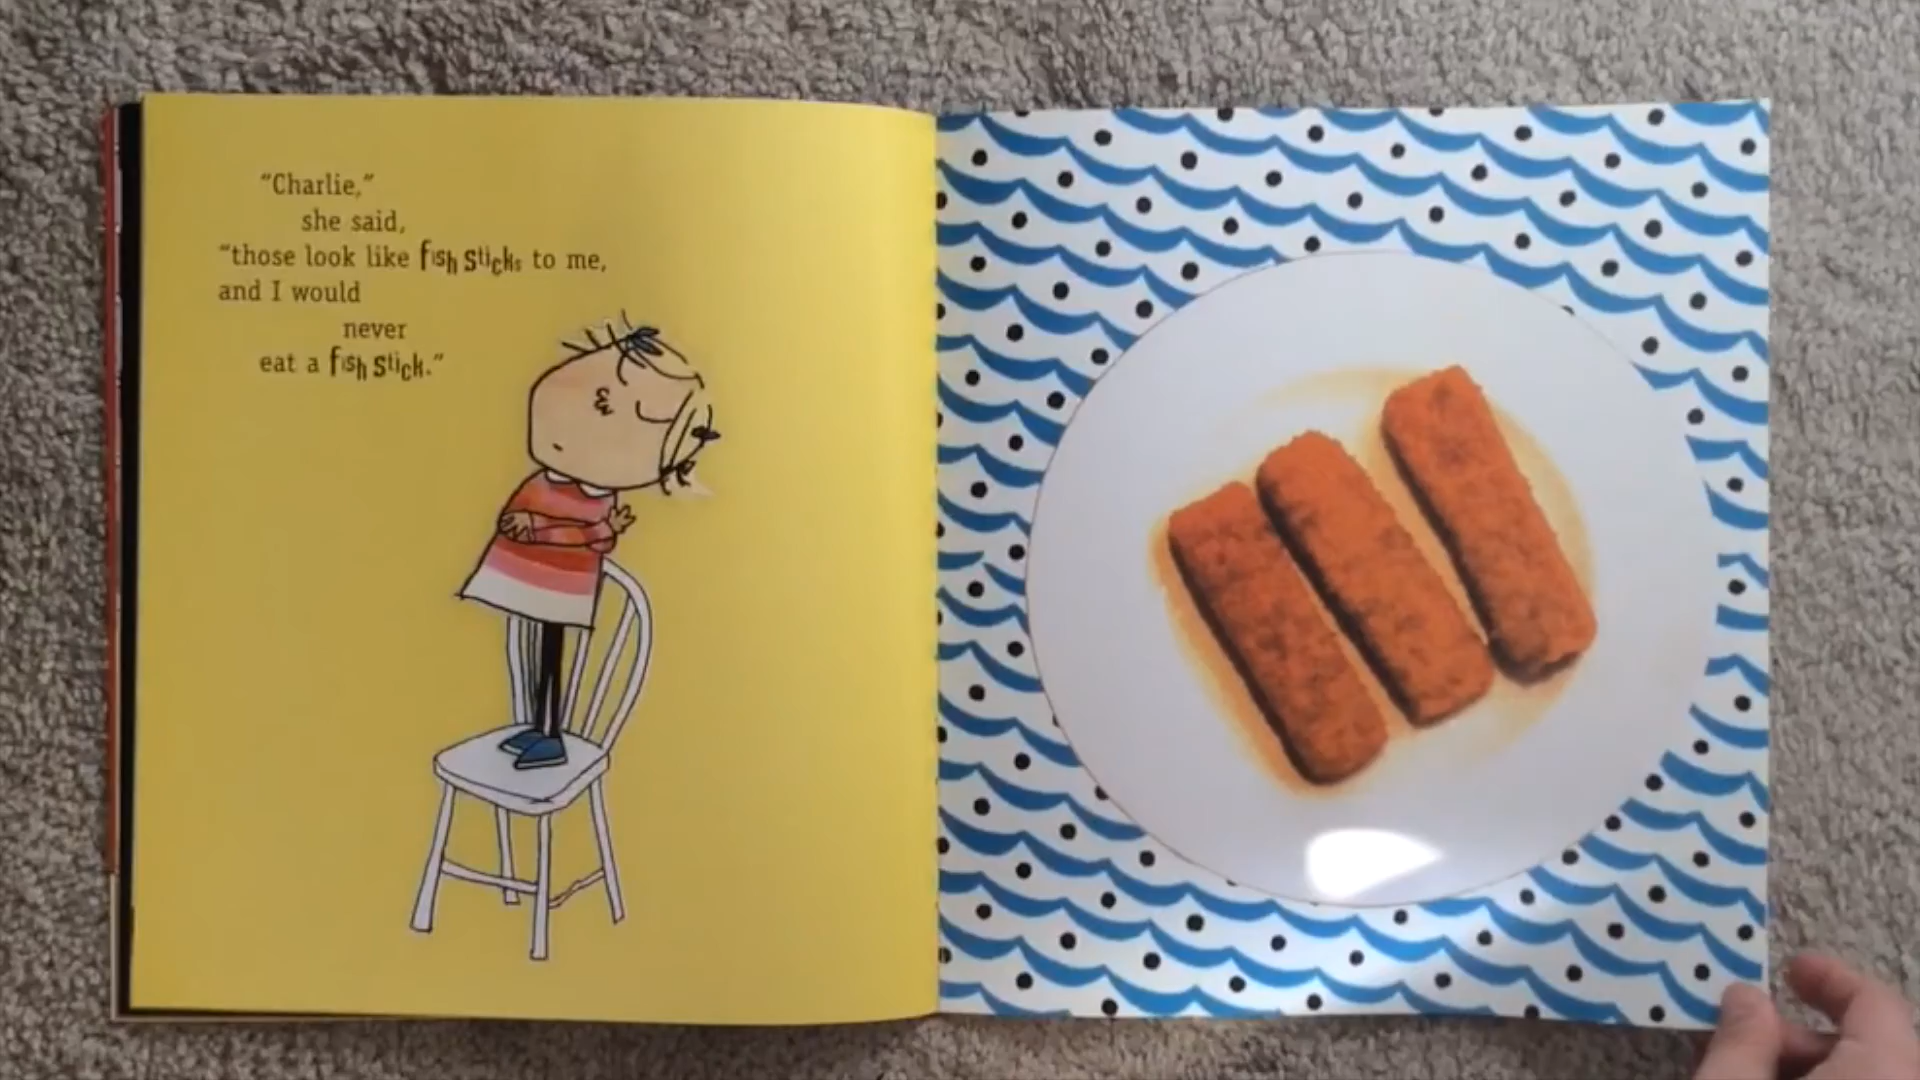 “Charlie,”
she said,
“those look like fish sticks to me,
and I would
never
eat a fish stick.”